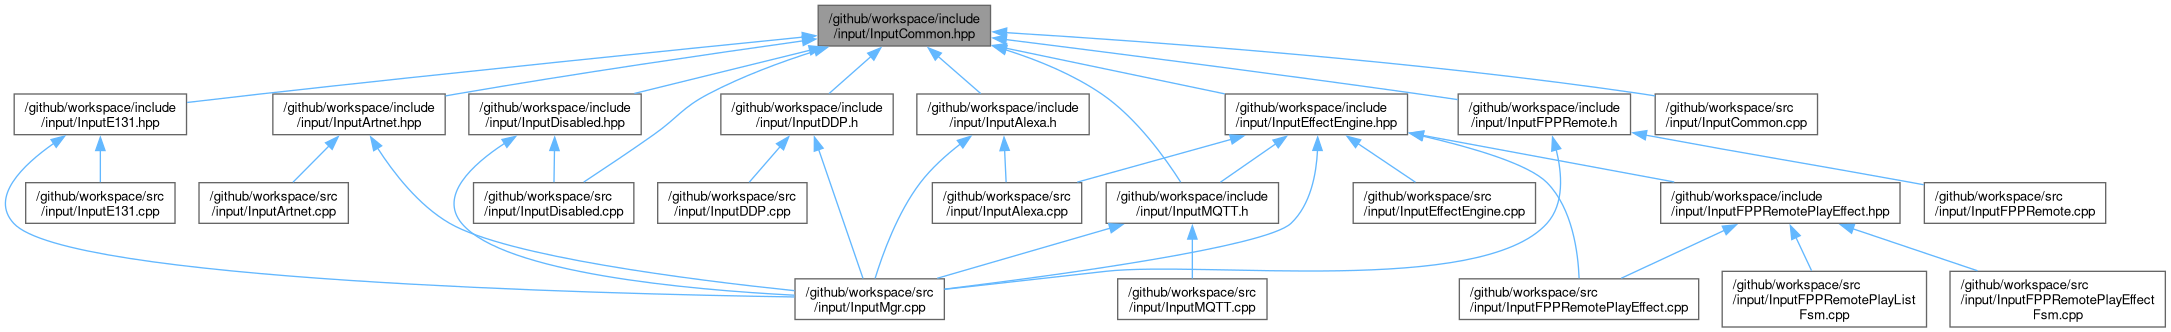 /github/workspace/include
/input/InputCommon.hpp
/github/workspace/include
/input/InputE131.hpp
/github/workspace/include
/input/InputArtnet.hpp
/github/workspace/include
/input/InputDisabled.hpp
/github/workspace/include
/input/InputDDP.h
/github/workspace/include
/input/InputAlexa.h
/github/workspace/include
/input/InputEffectEngine.hpp
/github/workspace/include
/input/InputFPPRemote.h
/github/workspace/src
/input/InputCommon.cpp
/github/workspace/src
/input/InputE131.cpp
/github/workspace/src
/input/InputArtnet.cpp
/github/workspace/src
/input/InputDisabled.cpp
/github/workspace/src
/input/InputDDP.cpp
/github/workspace/src
/input/InputAlexa.cpp
/github/workspace/include
/input/InputMQTT.h
/github/workspace/src
/input/InputEffectEngine.cpp
/github/workspace/include
/input/InputFPPRemotePlayEffect.hpp
/github/workspace/src
/input/InputFPPRemote.cpp
/github/workspace/src
/input/InputMgr.cpp
/github/workspace/src
/input/InputMQTT.cpp
/github/workspace/src
/input/InputFPPRemotePlayEffect.cpp
/github/workspace/src
/input/InputFPPRemotePlayList
Fsm.cpp
/github/workspace/src
/input/InputFPPRemotePlayEffect
Fsm.cpp